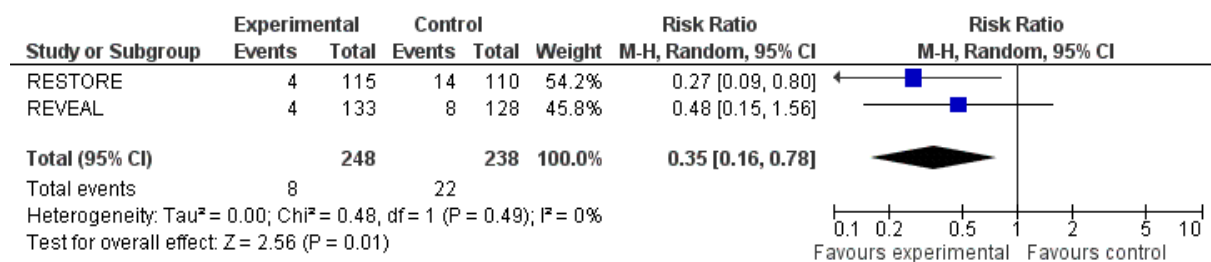 Experimental Control Risk Ratio Risk Ratio
Study or Subgroup Events Total Events Total Weight M-H, Random, 95% CI M-H, Random, 95% CI
RESTORE 4 115 14 110 54.2% 0.27 [0.09, 0.80]
REVEAL 4 133 8 128 45.8% 0.48 [0.15, 1.56]
Total (95% CI) 248 238 100.0% 0.35 [0.16, 0.78]
Total events 8 22
Heterogeneity: Tau² = 0.00; Chi² = 0.48, df = 1 (P = 0.49); I² = 0%
Test for overall effect: Z = 2.56 (P = 0.01)
0.1 0.2 0.5 1 2 5 10
Favours experimental Favours control